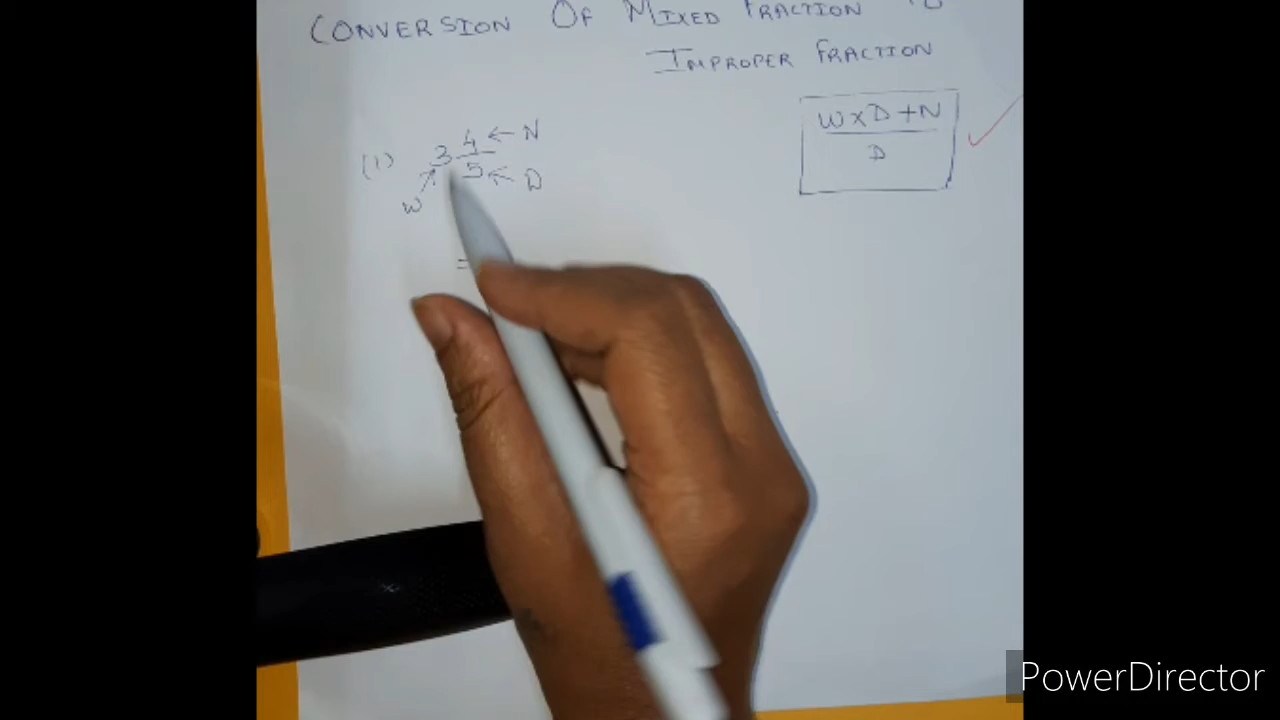 CONVERSION OF MIXED FRACTION TO
IMPROPER FRACTION
W×D+N
D
(1) 3 4/5 ← N
← D
W
=
PowerDirector